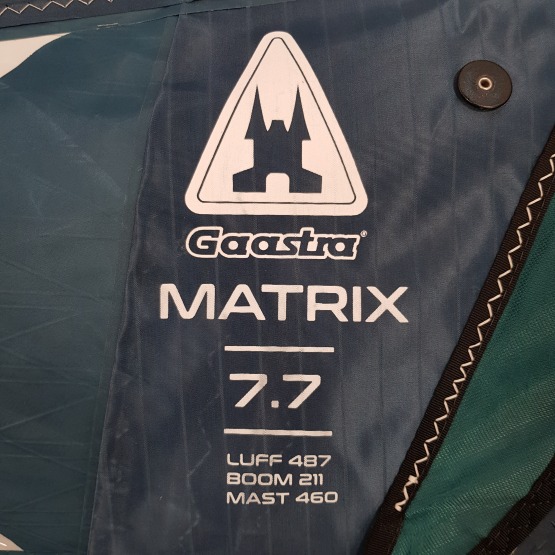 Gaastra®
MATRIX
7.7
LUFF 487
BOOM 211
MAST 460